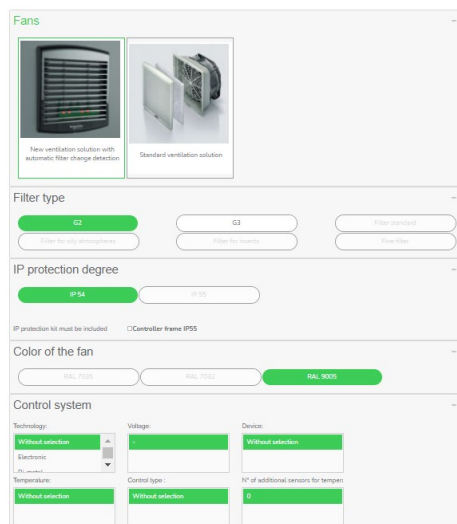 Fans
New ventilation solution with
automatic filter change detection
Standard ventilation solution
Filter type
G2
G3
Filter standard
Filter for oily atmospheres
Filter for insects
Fine filter
IP protection degree
IP 54
IP 55
IP protection kit must be included
Controller frame IP55
Color of the fan
RAL 7035
RAL 7032
RAL 9005
Control system
Technology:
Voltage:
Device:
Without selection
-
Without selection
Electronic
Temperature:
Control type :
Nº of additional sensors for temper
Without selection
Without selection
0